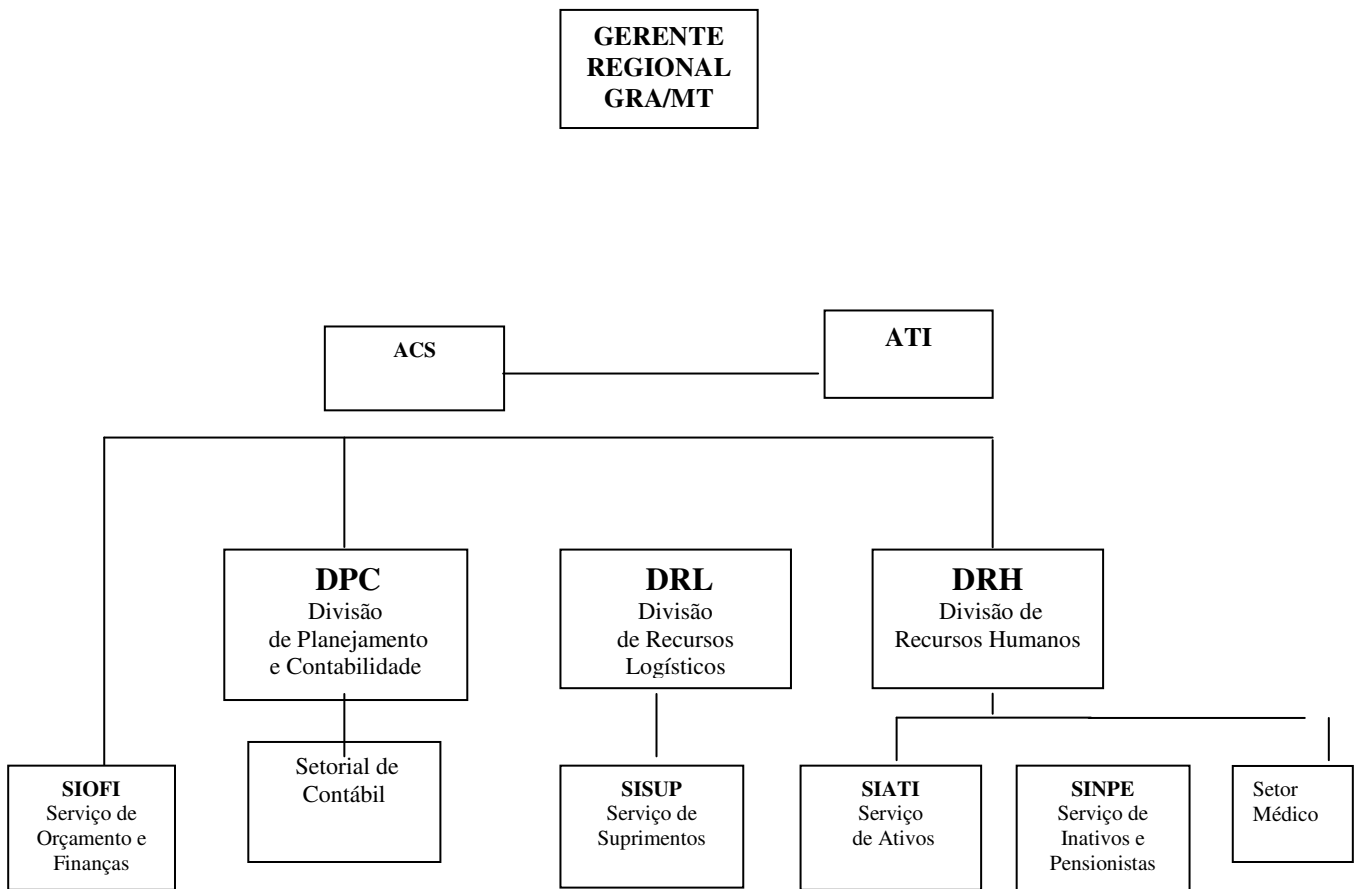 GERENTE
REGIONAL
GRA/MT
ACS
ATI
DPC
Divisão
de Planejamento
e Contabilidade
DRL
Divisão
de Recursos
Logísticos
DRH
Divisão de
Recursos Humanos
SIOFI
Serviço de
Orçamento e
Finanças
Setorial de
Contábil
SISUP
Serviço de
Suprimentos
SIATI
Serviço
de Ativos
SINPE
Serviço de
Inativos e
Pensionistas
Setor
Médico